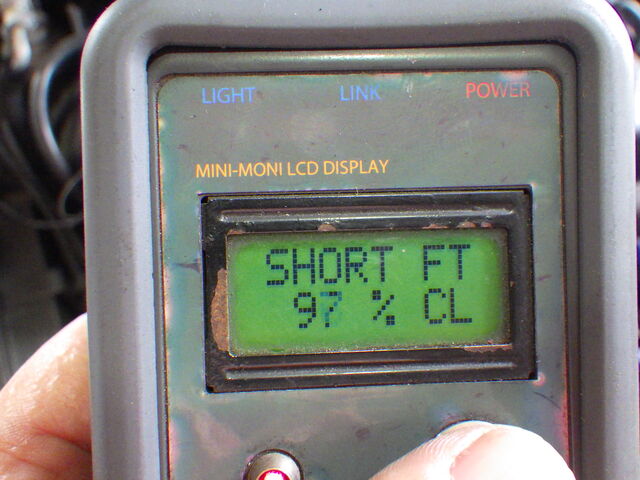 LIGHT LINK POWER
MINI-MONI LCD DISPLAY
SHORT FT
97 % CL